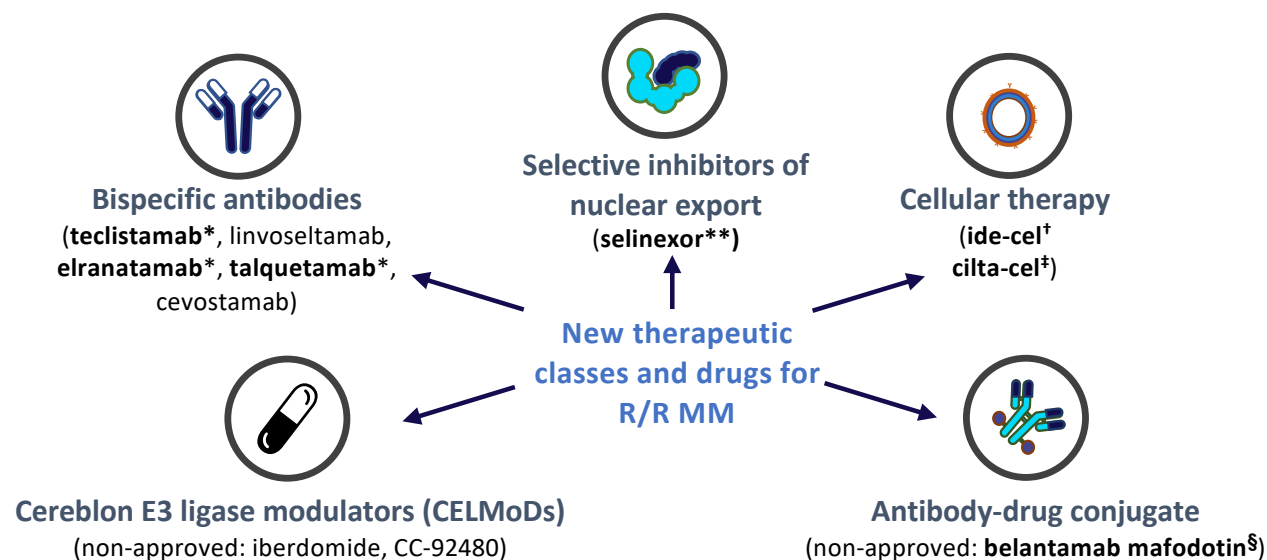 Bispecific antibodies
(teclistamab*, linvoseltamab,
elranatamab*, talquetamab*,
cevostamab)
Selective inhibitors of
nuclear export
(selinexor**)
Cellular therapy
(ide-cel†
cilta-cel‡)
New therapeutic
classes and drugs for
R/R MM
Cereblon E3 ligase modulators (CELMoDs)
(non-approved: iberdomide, CC-92480)
Antibody-drug conjugate
(non-approved: belantamab mafodotin§)